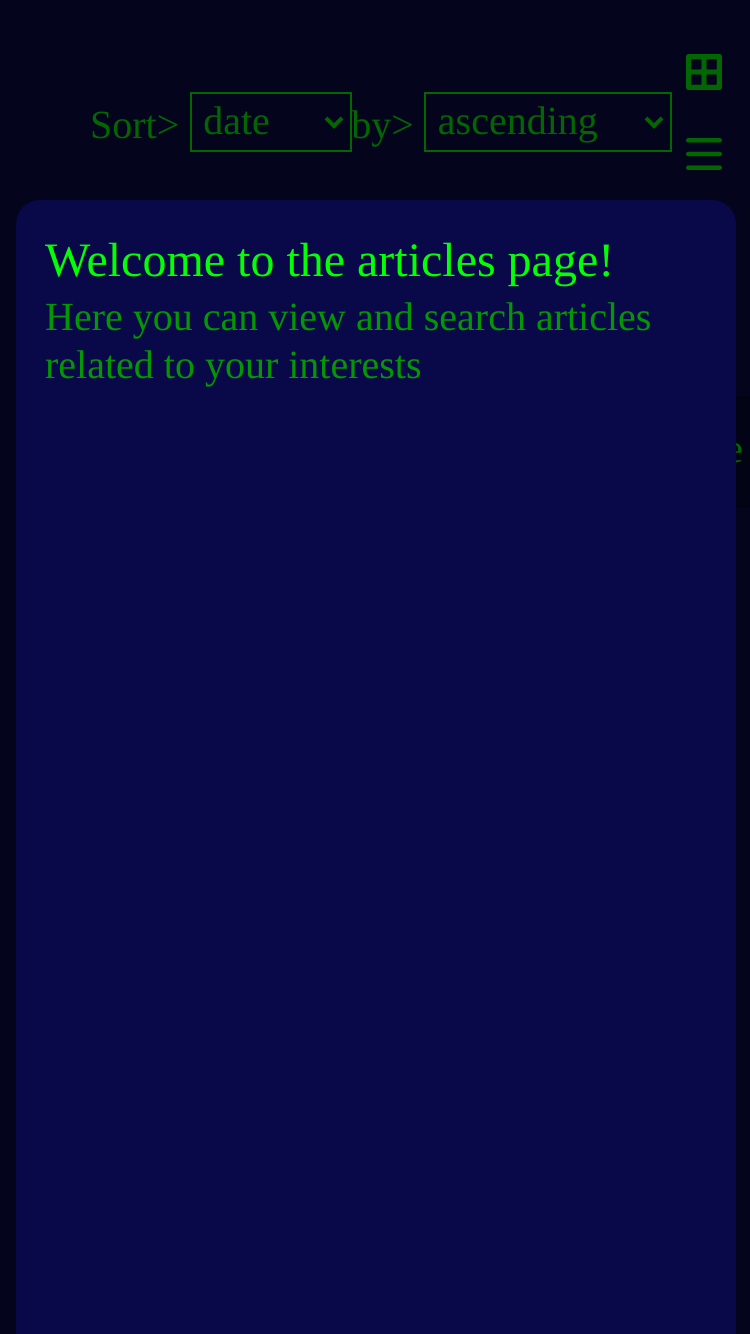 Sort> date by> ascending
Welcome to the articles page!
Here you can view and search articles
related to your interests
e